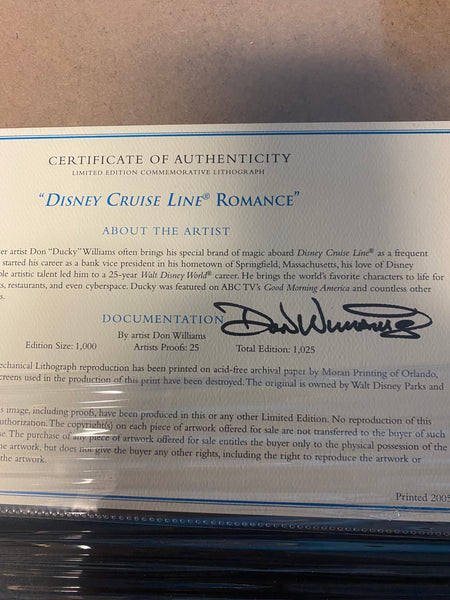 CERTIFICATE OF AUTHENTICITY
LIMITED EDITION COMMEMORATIVE LITHOGRAPH
“DISNEY CRUISE LINE® ROMANCE”
ABOUT THE ARTIST
er artist Don “Ducky” Williams often brings his special brand of magic aboard Disney Cruise Line® as a frequent
started his career as a bank vice president in his hometown of Springfield, Massachusetts, his love of Disney
ble artistic talent led him to a 25-year Walt Disney World® career. He brings the world’s favorite characters to life for
s, restaurants, and even cyberspace. Ducky was featured on ABC TV’s Good Morning America and countless other
s.
DOCUMENTATION
Don Williams
By artist Don Williams
Edition Size: 1,000 Artists Proofs: 25 Total Edition: 1,025
echanical Lithograph reproduction has been printed on acid-free archival paper by Moran Printing of Orlando,
creens used in the production of this print have been destroyed. The original is owned by Walt Disney Parks and
s image, including proofs, have been produced in this or any other Limited Edition. No reproduction of this
uthorization. The copyright(s) on each piece of artwork offered for sale are not transferred to the buyer of such
se. The purchase of any piece of artwork offered for sale entitles the buyer only to the physical possession of the
he artwork, but does not give the buyer any other rights, including the right to reproduce the artwork or
the artwork.
Printed 2005